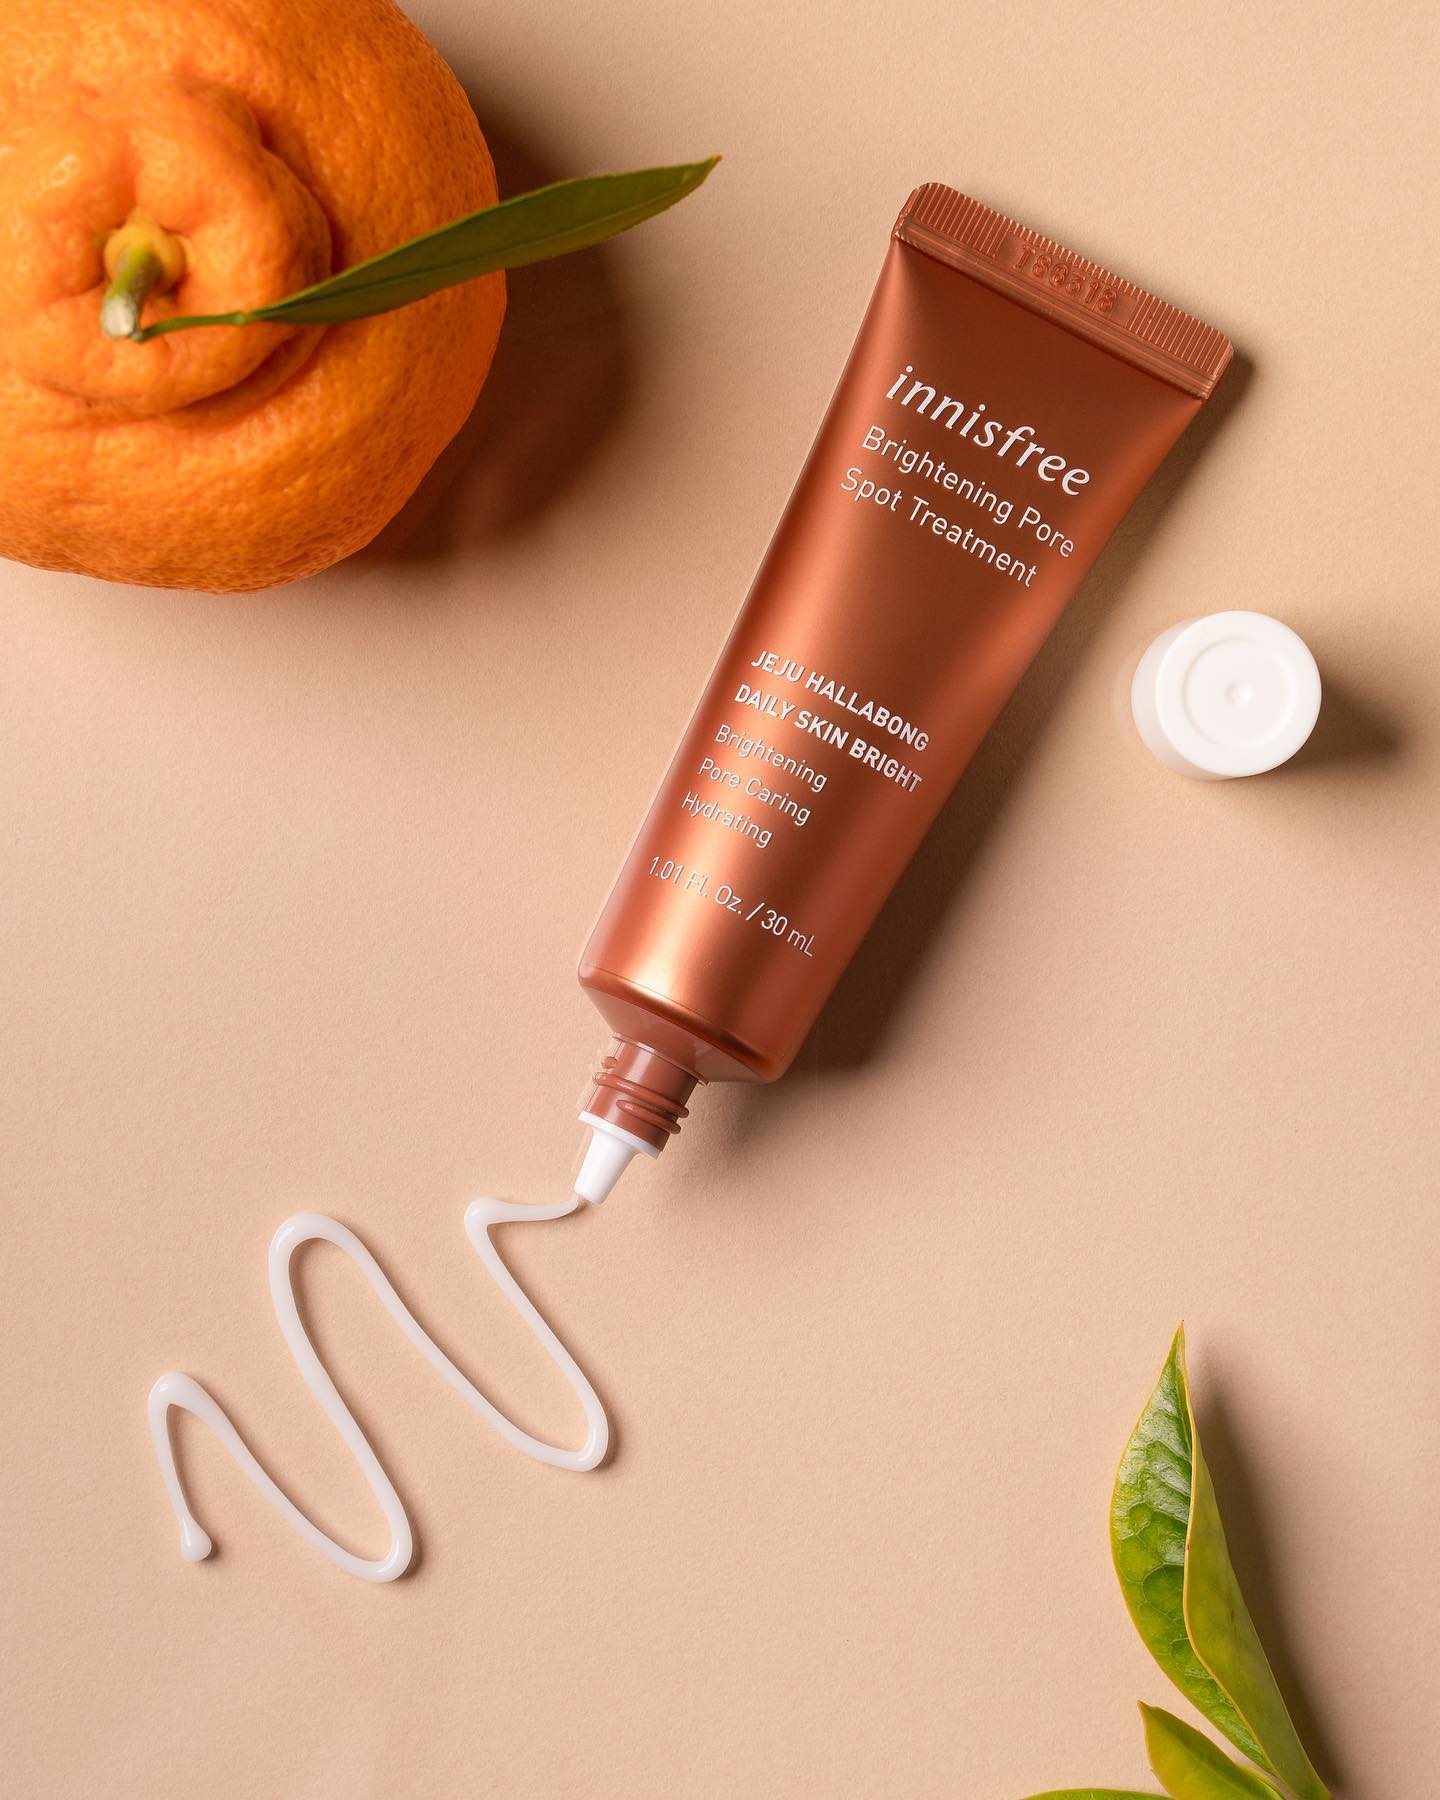 T86318
innisfree
Brightening Pore
Spot Treatment
JEJU HALLABONG
DAILY SKIN BRIGHT
Brightening
Pore Caring
Hydrating
1.01 Fl. Oz. / 30 mL